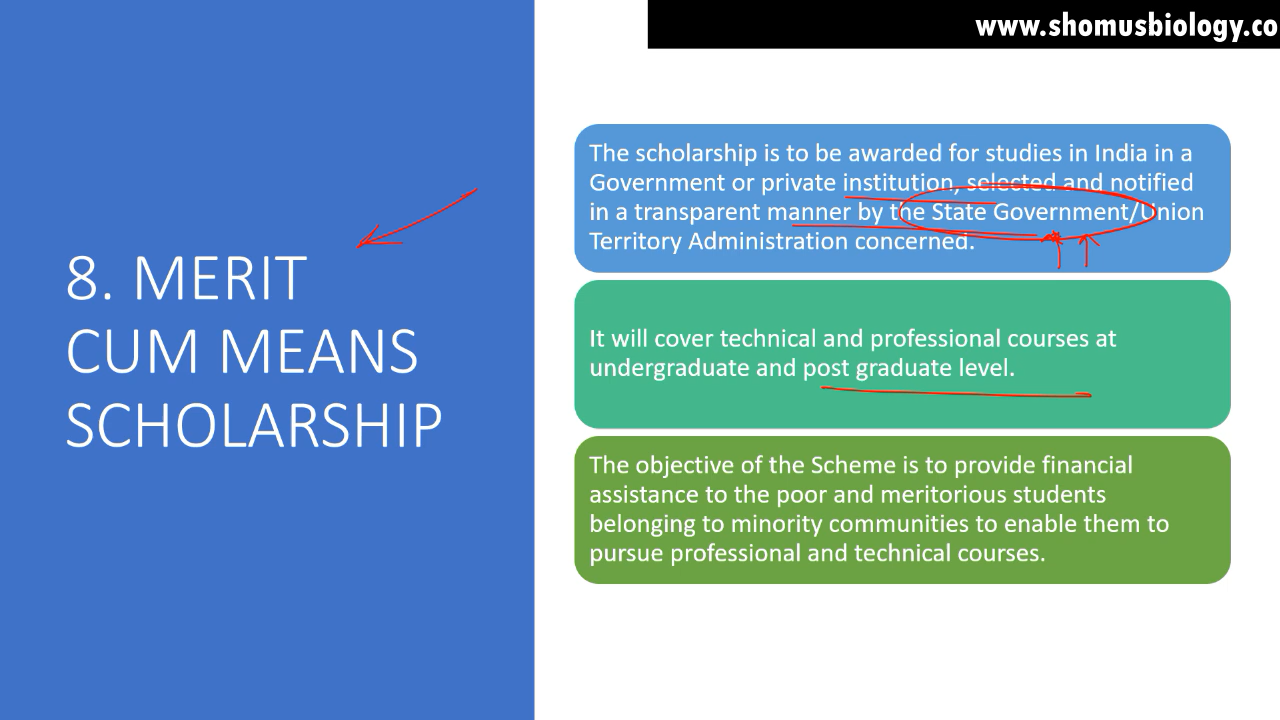 www.shomusbiology.co
8. MERIT
CUM MEANS
SCHOLARSHIP
The scholarship is to be awarded for studies in India in a
Government or private institution, selected and notified
in a transparent manner by the State Government/Union
Territory Administration concerned.
It will cover technical and professional courses at
undergraduate and post graduate level.
The objective of the Scheme is to provide financial
assistance to the poor and meritorious students
belonging to minority communities to enable them to
pursue professional and technical courses.